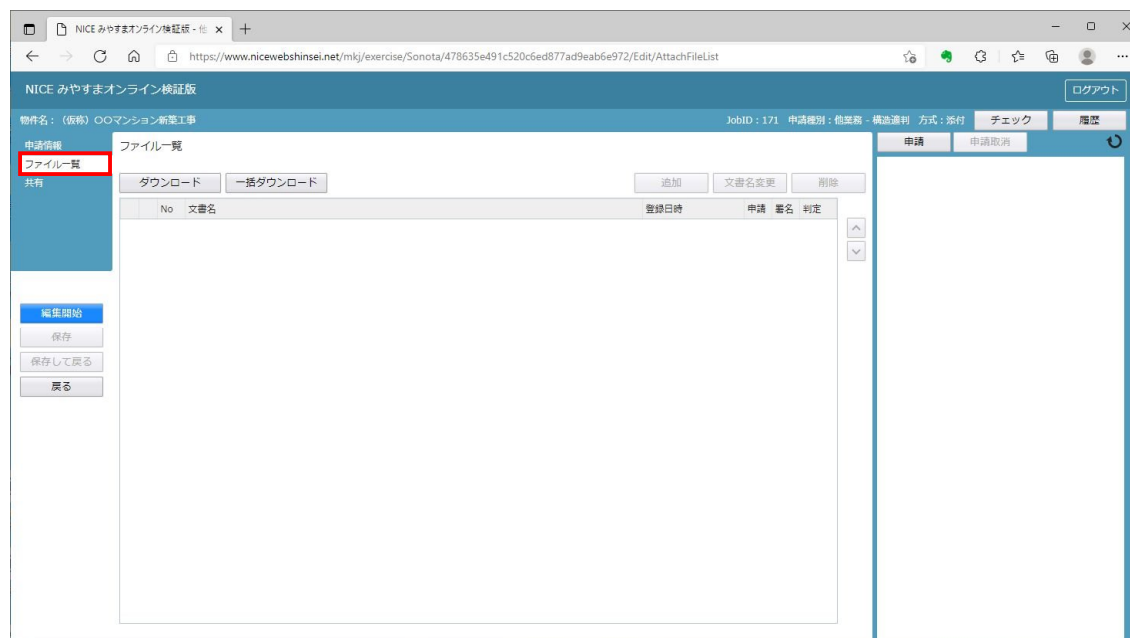 NICE みやすまオンライン検証版 - 他
https://www.nicewebshinsei.net/mkj/exercise/Sonota/478635e491c520c6ed877ad9eab6e972/Edit/AttachFileList
NICE みやすまオンライン検証版
ログアウト
物件名：（仮称）〇〇マンション新築工事
JobID：171 申請種別：他業務 - 構造適判 方式：添付
チェック
履歴
申請情報
ファイル一覧
共有
ファイル一覧
申請
申請取消
ダウンロード
一括ダウンロード
追加
文書名変更
削除
No 文書名 登録日時 申請 署名 判定
編集開始
保存
保存して戻る
戻る